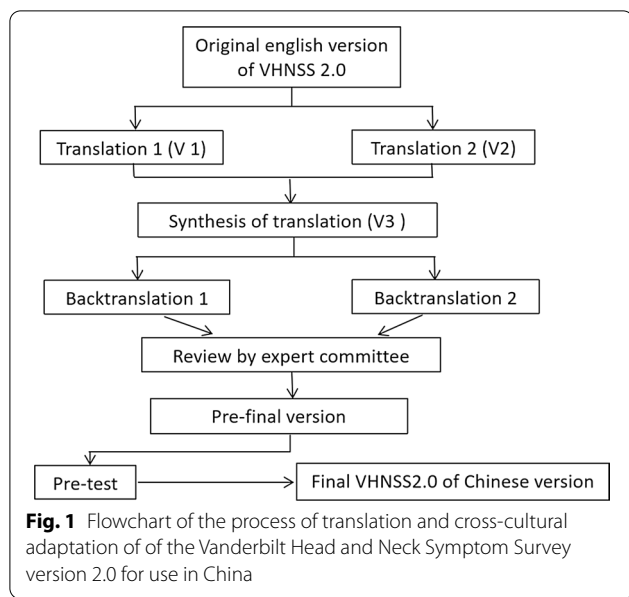 Original english version
of VHNSS 2.0
Translation 1 (V 1)
Translation 2 (V2)
Synthesis of translation (V3 )
Backtranslation 1
Backtranslation 2
Review by expert committee
Pre-final version
Pre-test
Final VHNSS2.0 of Chinese version
Fig. 1 Flowchart of the process of translation and cross-cultural
adaptation of of the Vanderbilt Head and Neck Symptom Survey
version 2.0 for use in China